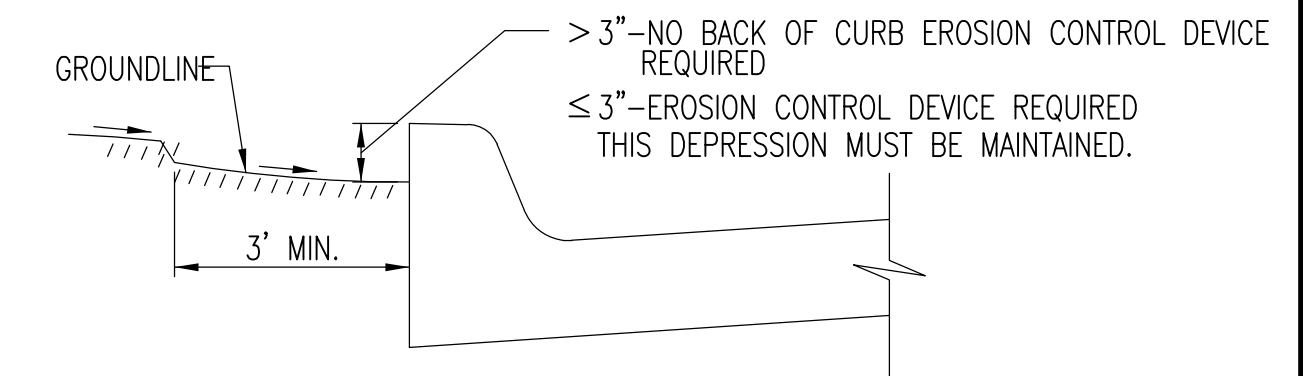 > 3"-NO BACK OF CURB EROSION CONTROL DEVICE
REQUIRED
GROUNDLINE
≤ 3"-EROSION CONTROL DEVICE REQUIRED
THIS DEPRESSION MUST BE MAINTAINED.
3' MIN.